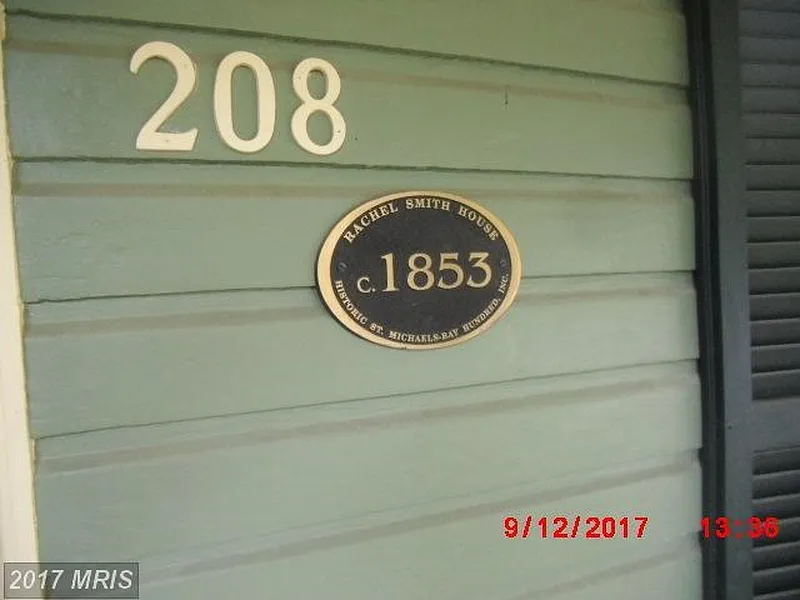 208
RACHEL SMITH HOUSE
C. 1853
HISTORIC ST. MICHAELS-BAY HUNDRED, INC.
9/12/2017 13:36
2017 MRIS